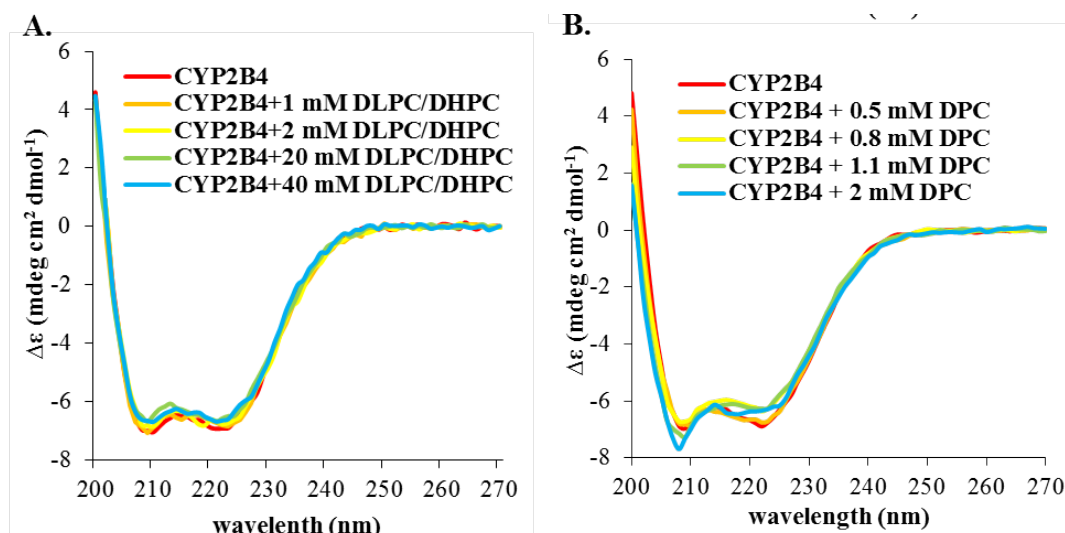 A.
6
4
2
0
-2
-4
-6
-8
Δε (mdeg cm² dmol⁻¹)
CYP2B4
CYP2B4+1 mM DLPC/DHPC
CYP2B4+2 mM DLPC/DHPC
CYP2B4+20 mM DLPC/DHPC
CYP2B4+40 mM DLPC/DHPC
200 210 220 230 240 250 260 270
wavelenth (nm)
B.
6
4
2
0
-2
-4
-6
-8
Δε (mdeg cm² dmol⁻¹)
CYP2B4
CYP2B4 + 0.5 mM DPC
CYP2B4 + 0.8 mM DPC
CYP2B4 + 1.1 mM DPC
CYP2B4 + 2 mM DPC
200 210 220 230 240 250 260 270
wavelength (nm)